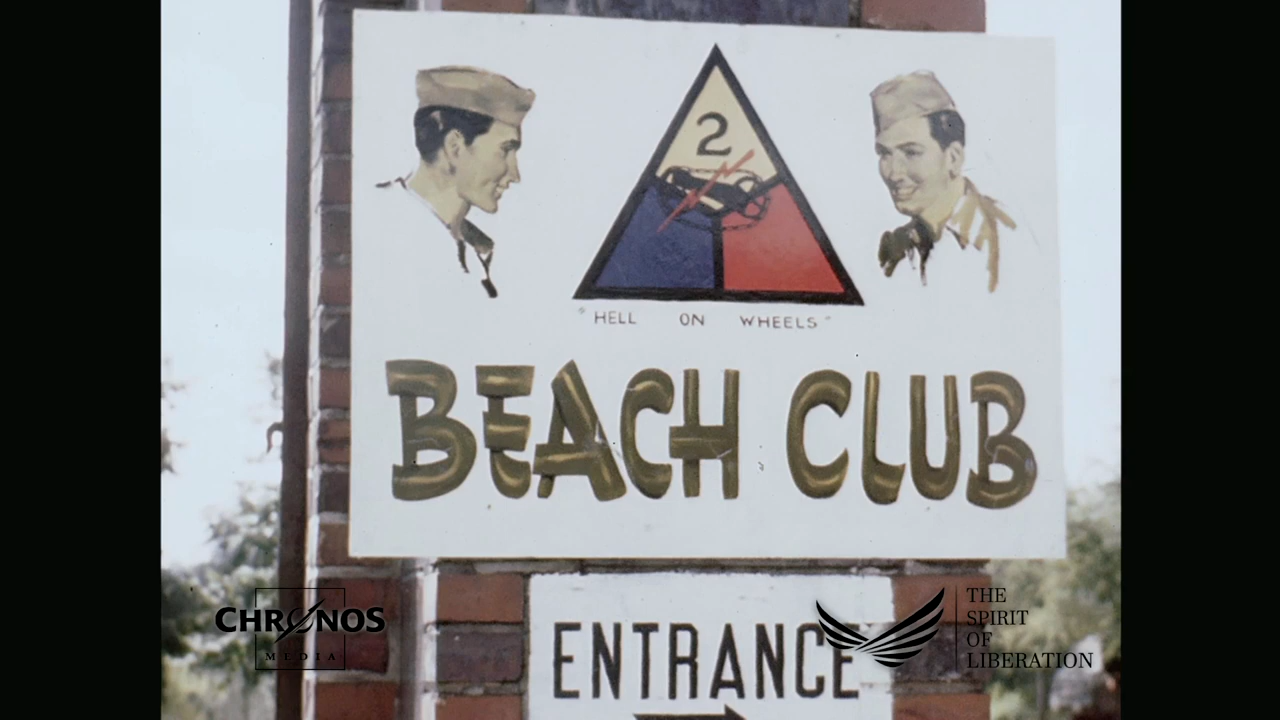 2
"HELL ON WHEELS"
BEACH CLUB
ENTRANCE
CHRONOS
MEDIA
THE
SPIRIT
OF
LIBERATION